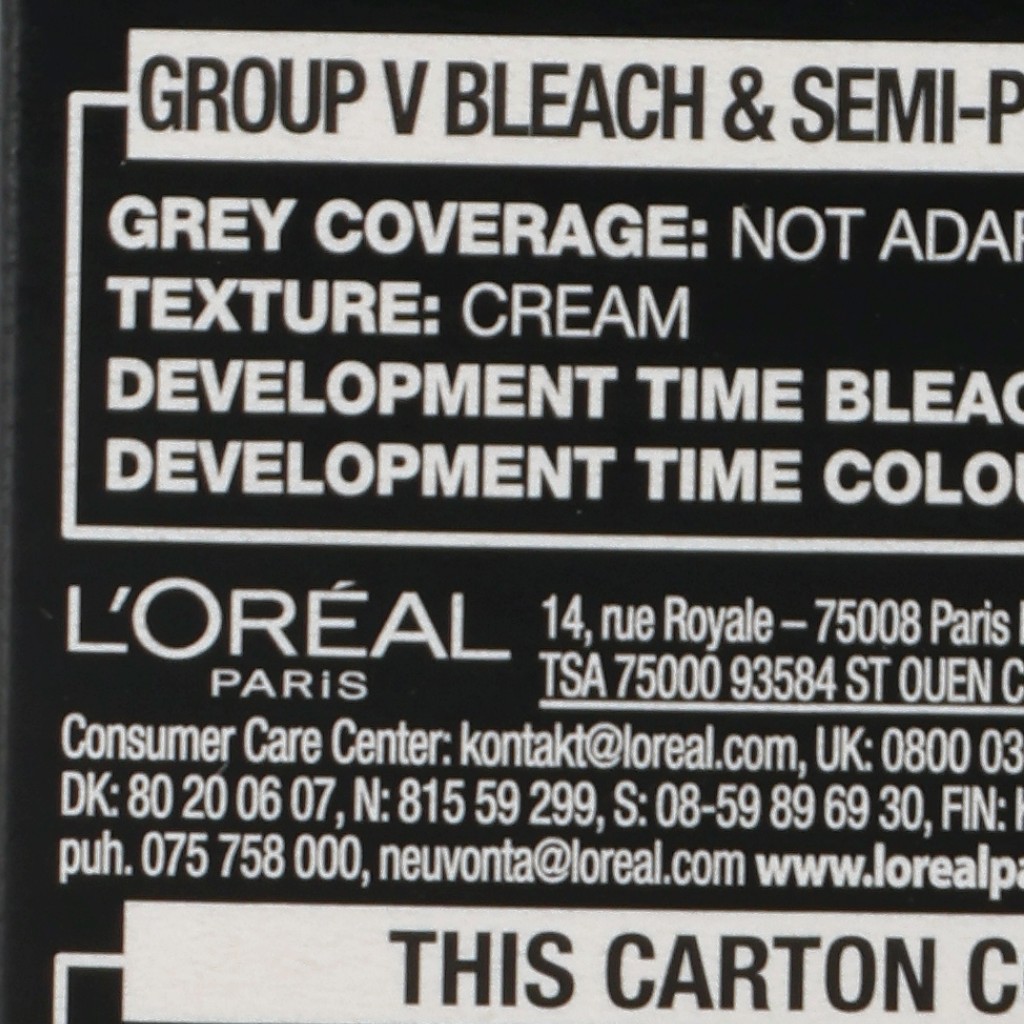 GROUP V BLEACH & SEMI-P
GREY COVERAGE: NOT ADAP
TEXTURE: CREAM
DEVELOPMENT TIME BLEAC
DEVELOPMENT TIME COLOU
L'ORÉAL
PARIS
14, rue Royale – 75008 Paris
TSA 75000 93584 ST OUEN C
Consumer Care Center: kontakt@loreal.com, UK: 0800 03
DK: 80 20 06 07, N: 815 59 299, S: 08-59 89 69 30, FIN:
puh. 075 758 000, neuvonta@loreal.com www.lorealpa
THIS CARTON C